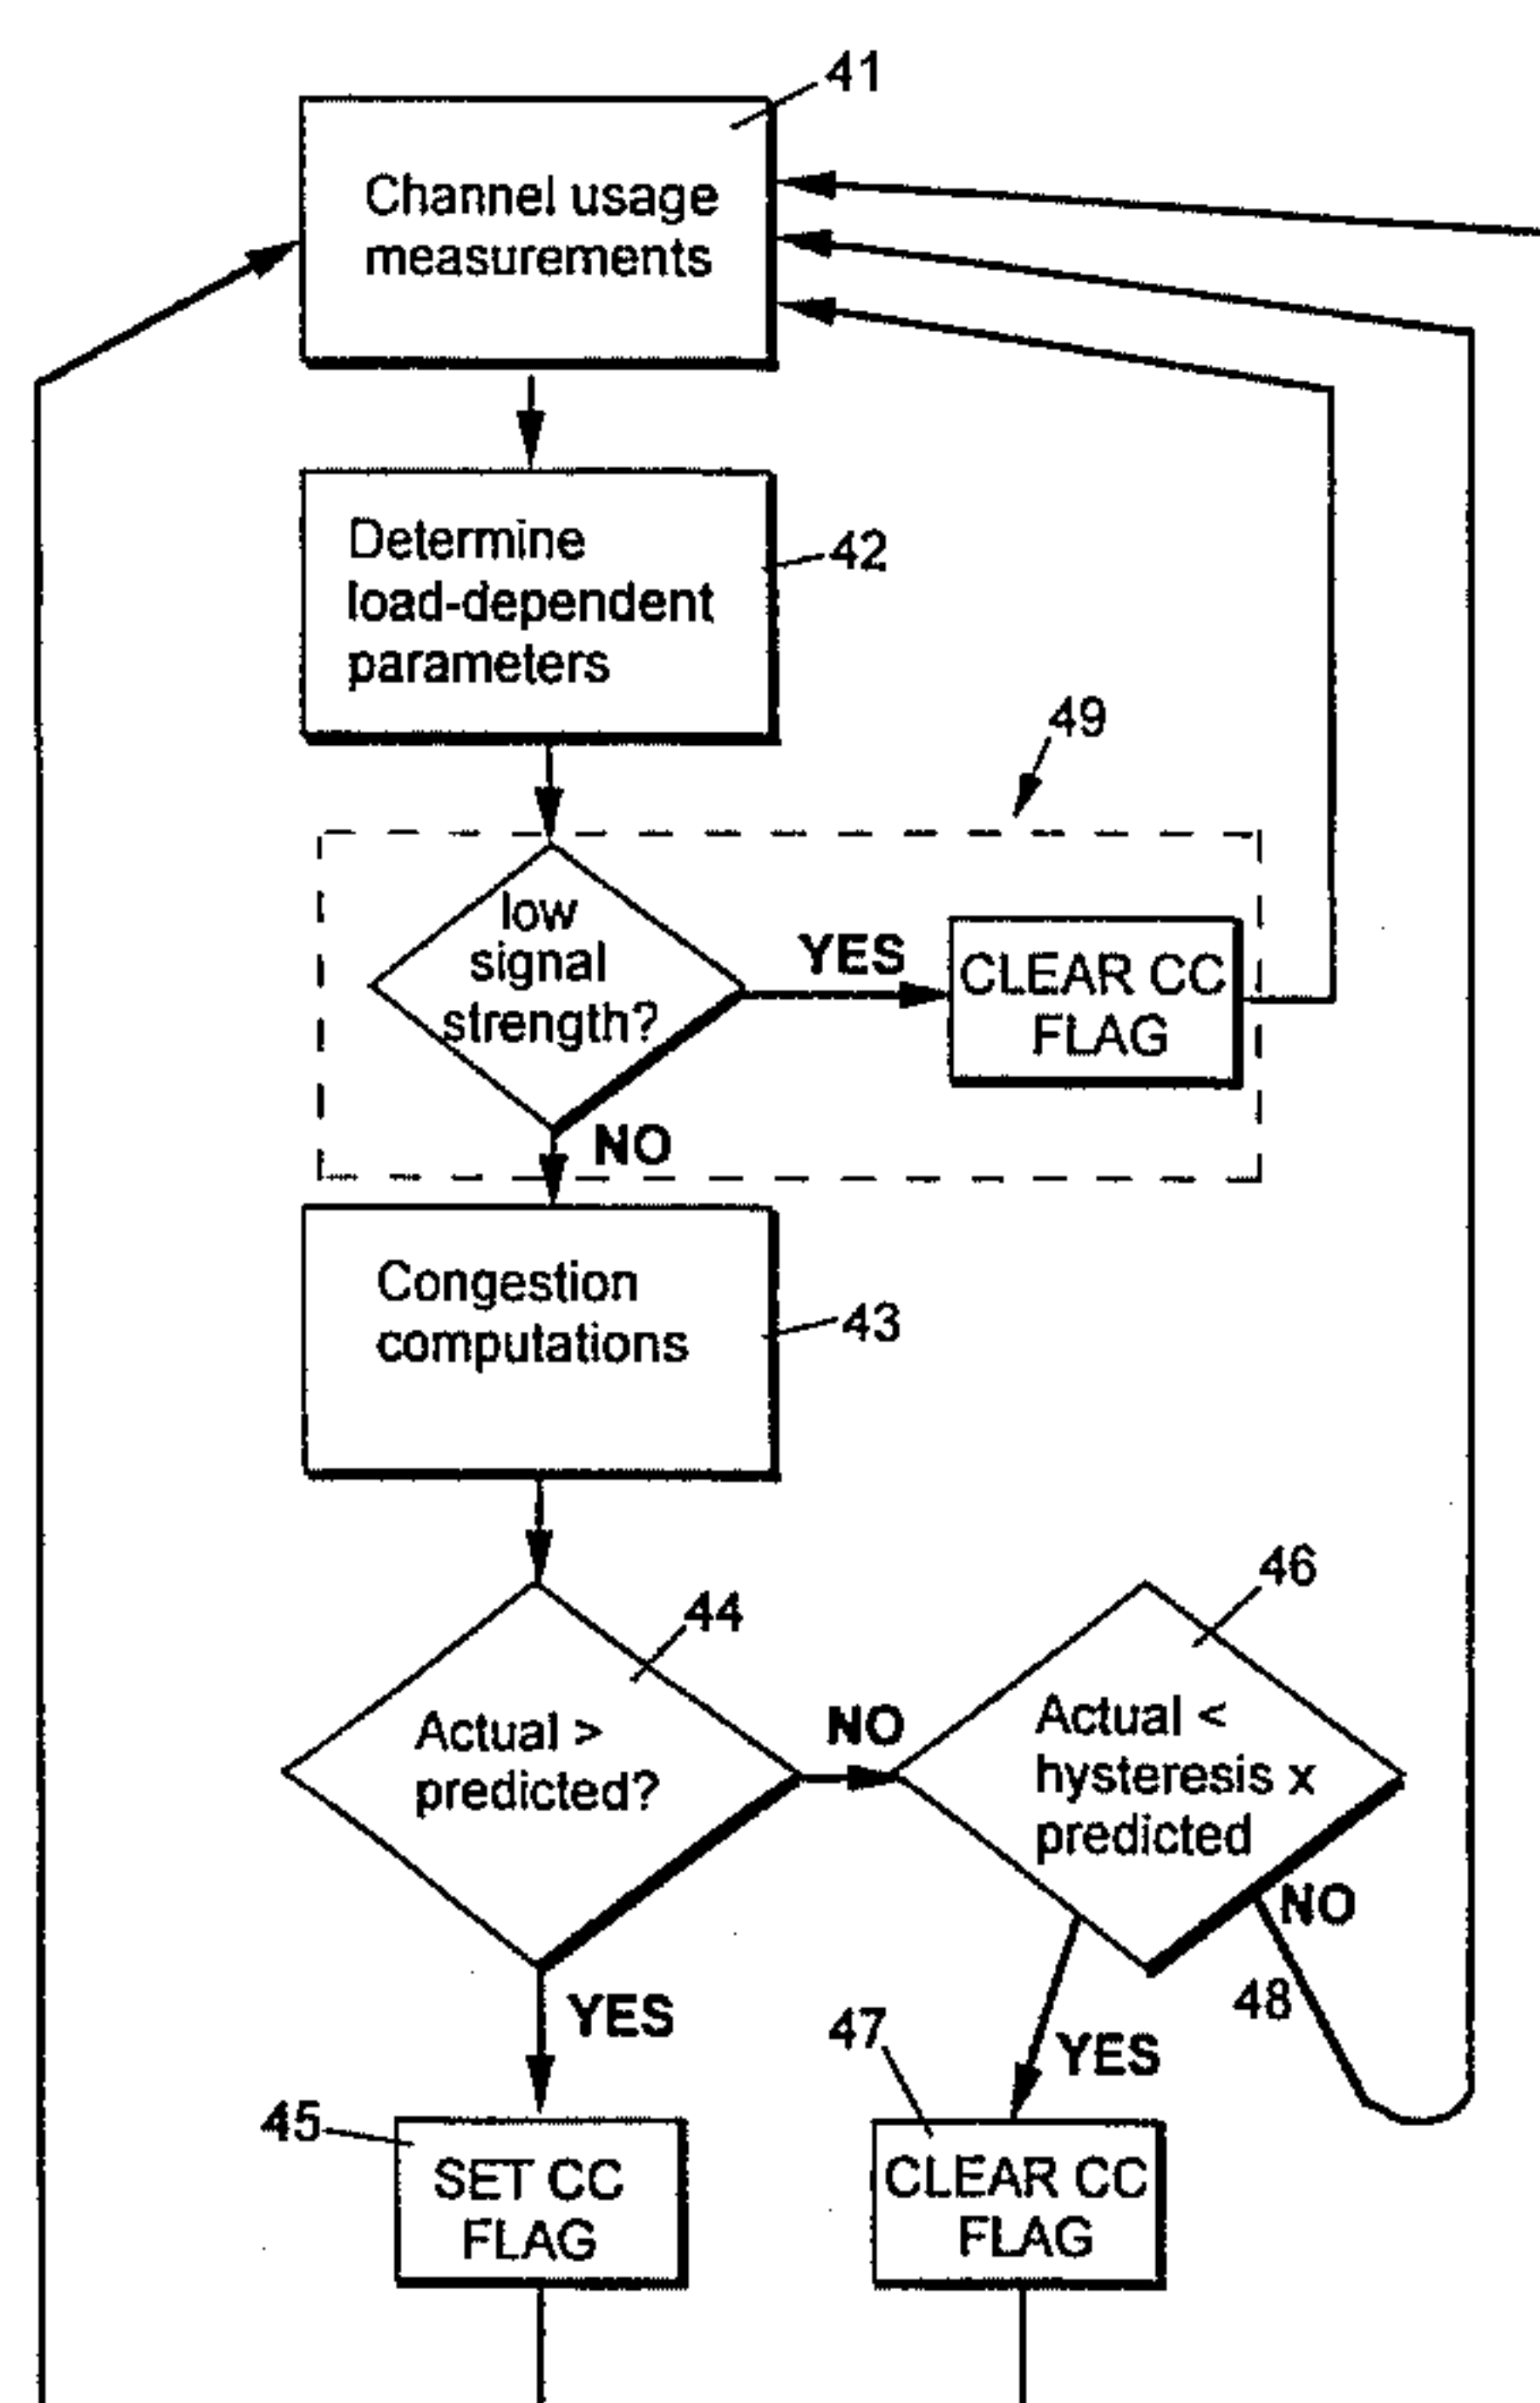 41
Channel usage
measurements
Determine
load-dependent
parameters
42
49
low
signal
strength?
YES
CLEAR CC
FLAG
NO
Congestion
computations
43
44
46
Actual >
predicted?
NO
Actual <
hysteresis x
predicted
NO
48
YES
47
YES
45
SET CC
FLAG
CLEAR CC
FLAG